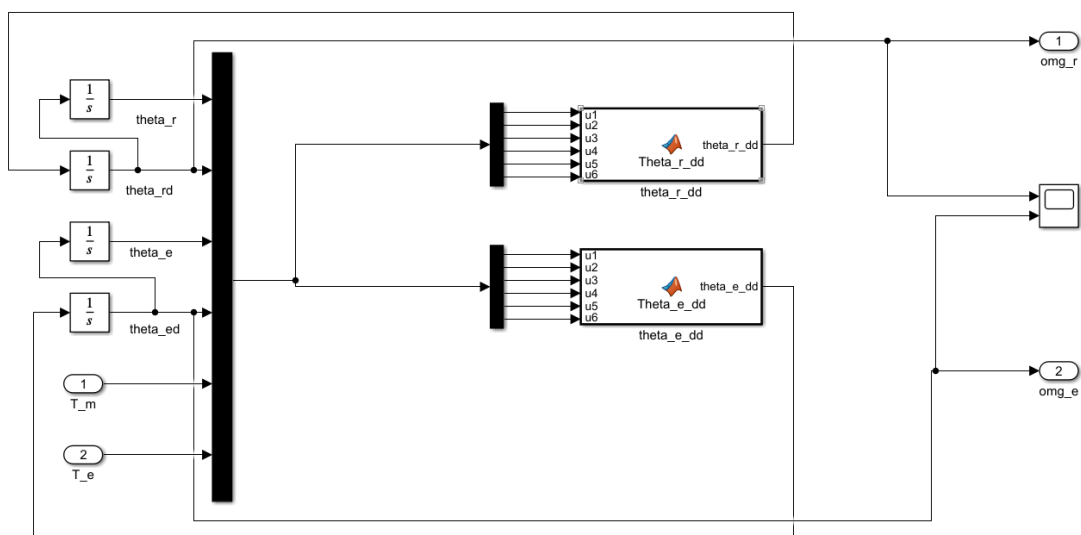 1
omg_r
1
s
theta_r
1
s
theta_rd
1
s
theta_e
1
s
theta_ed
1
T_m
2
T_e
u1
u2
u3
u4
u5
u6
Theta_r_dd
theta_r_dd
theta_r_dd
u1
u2
u3
u4
u5
u6
Theta_e_dd
theta_e_dd
theta_e_dd
2
omg_e